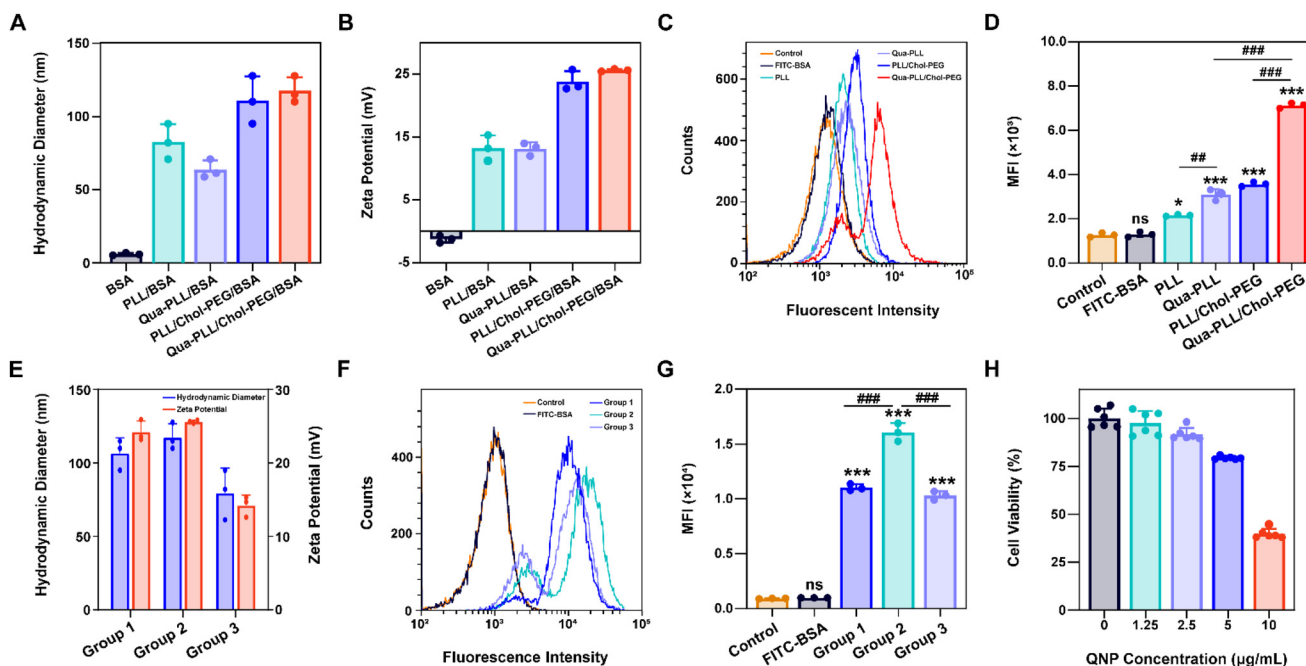 A
Hydrodynamic Diameter (nm)
150
100
50
0
BSA
PLL/BSA
Qua-PLL/BSA
PLL/Chol-PEG/BSA
Qua-PLL/Chol-PEG/BSA
B
Zeta Potential (mV)
25
15
5
-5
BSA
PLL/BSA
Qua-PLL/BSA
PLL/Chol-PEG/BSA
Qua-PLL/Chol-PEG/BSA
C
Control
FITC-BSA
PLL
Qua-PLL
PLL/Chol-PEG
Qua-PLL/Chol-PEG
Counts
600
400
200
0
10² 10³ 10⁴ 10⁵
Fluorescent Intensity
D
MFI (×10³)
10.0
8.0
6.0
4.0
2.0
0
###
###
***
##
***
***
*
ns
Control
FITC-BSA
PLL
Qua-PLL
PLL/Chol-PEG
Qua-PLL/Chol-PEG
E
Hydrodynamic Diameter (nm)
150
125
100
75
50
0
Hydrodynamic Diameter
Zeta Potential
30
20
10
0
Zeta Potential (mV)
Group 1
Group 2
Group 3
F
Control
FITC-BSA
Group 1
Group 2
Group 3
Counts
400
200
0
10² 10³ 10⁴ 10⁵
Fluorescence Intensity
G
MFI (×10⁴)
2.0
1.5
1.0
0.5
0.0
### ###
***
***
***
ns
Control
FITC-BSA
Group 1
Group 2
Group 3
H
Cell Viability (%)
100
75
50
25
0
0 1.25 2.5 5 10
QNP Concentration (μg/mL)